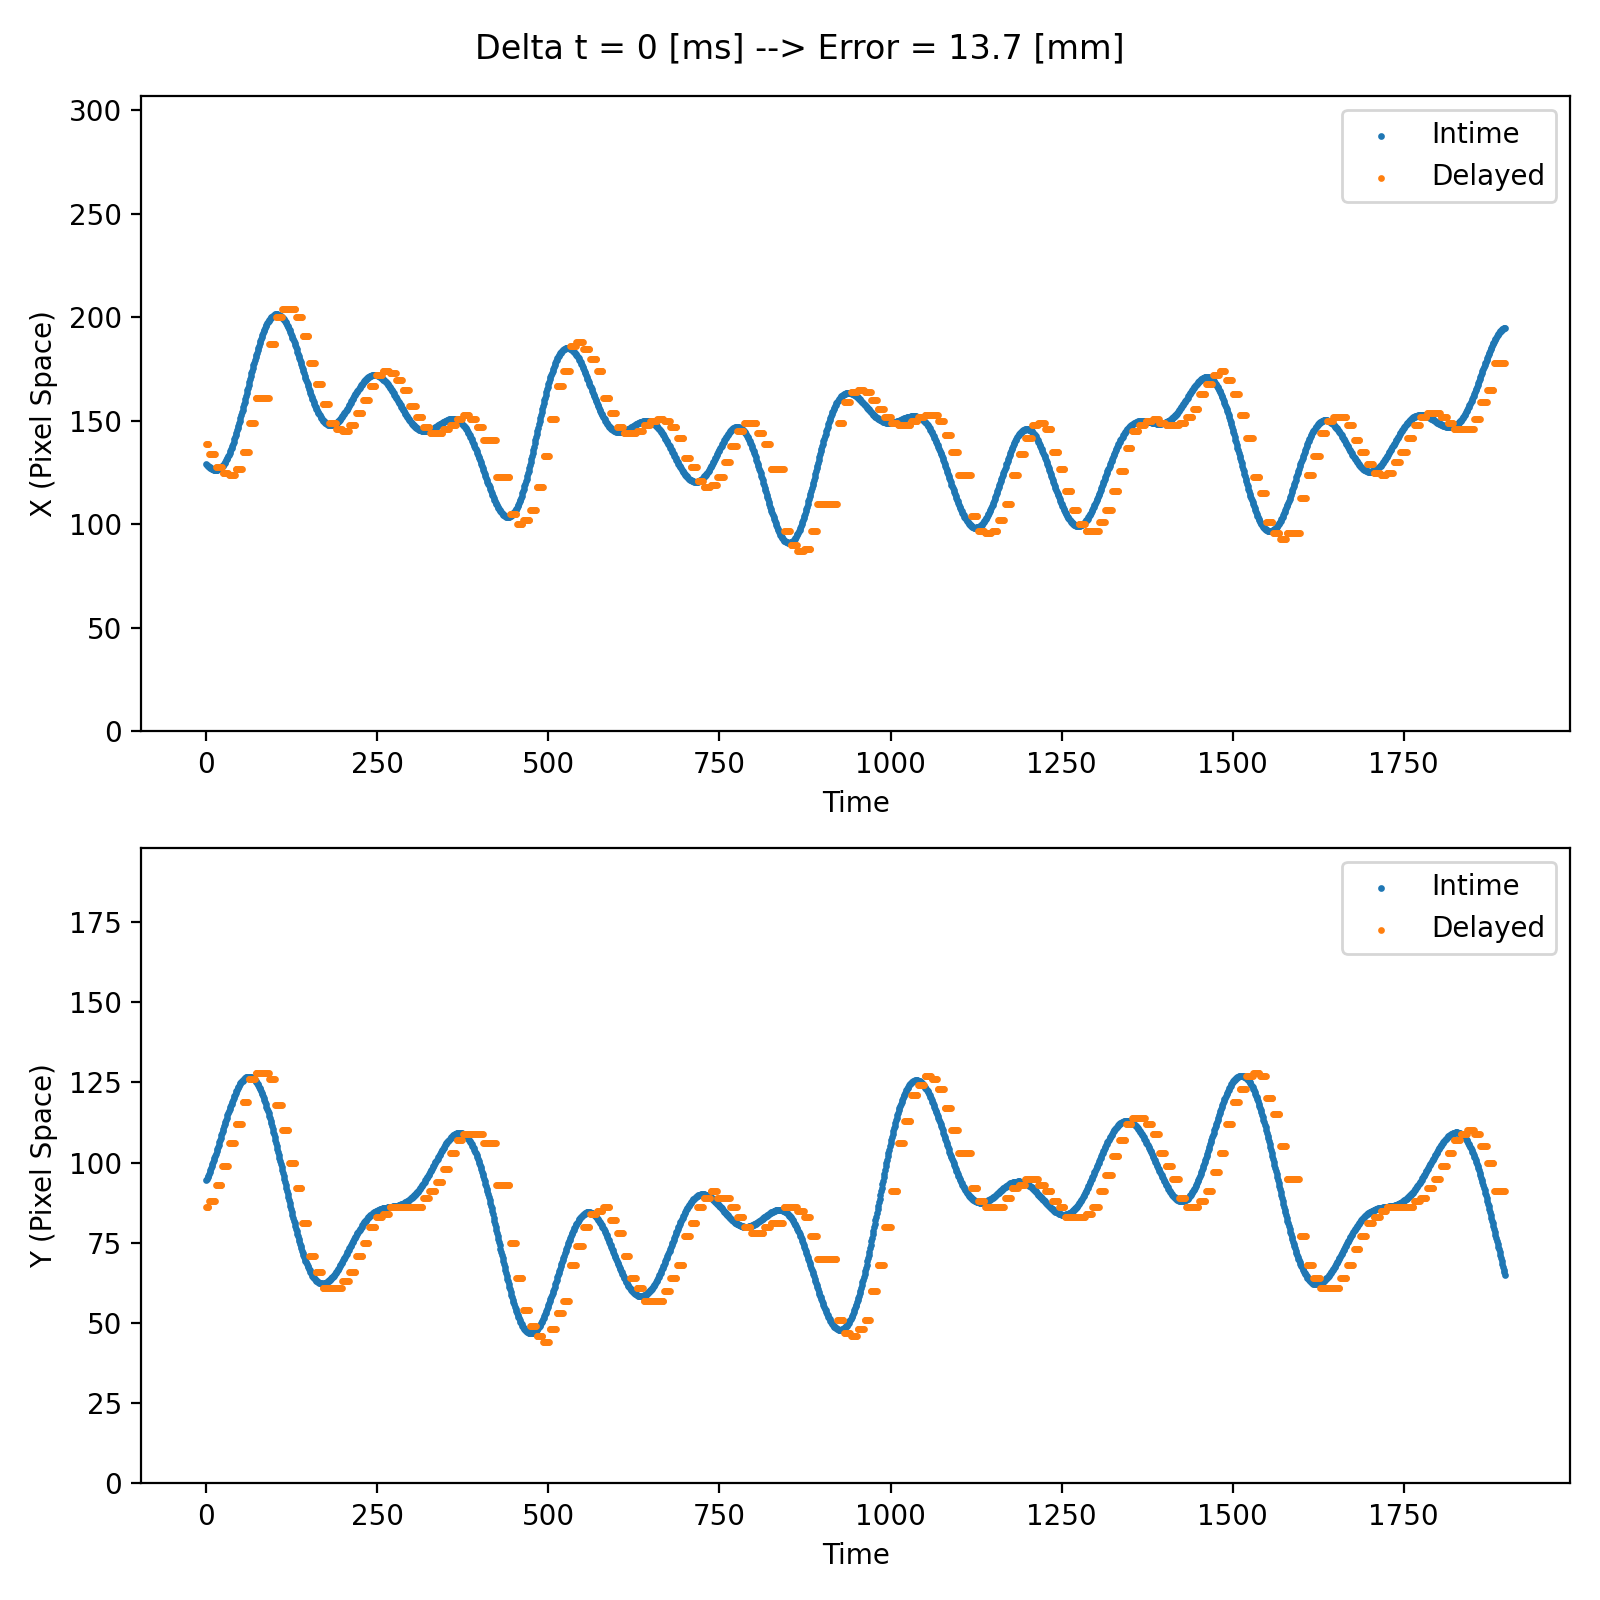 Delta t = 0 [ms] --> Error = 13.7 [mm]
300
250
200
150
100
50
0
X (Pixel Space)
Intime
Delayed
0 250 500 750 1000 1250 1500 1750
Time
175
150
125
100
75
50
25
0
Y (Pixel Space)
Intime
Delayed
0 250 500 750 1000 1250 1500 1750
Time